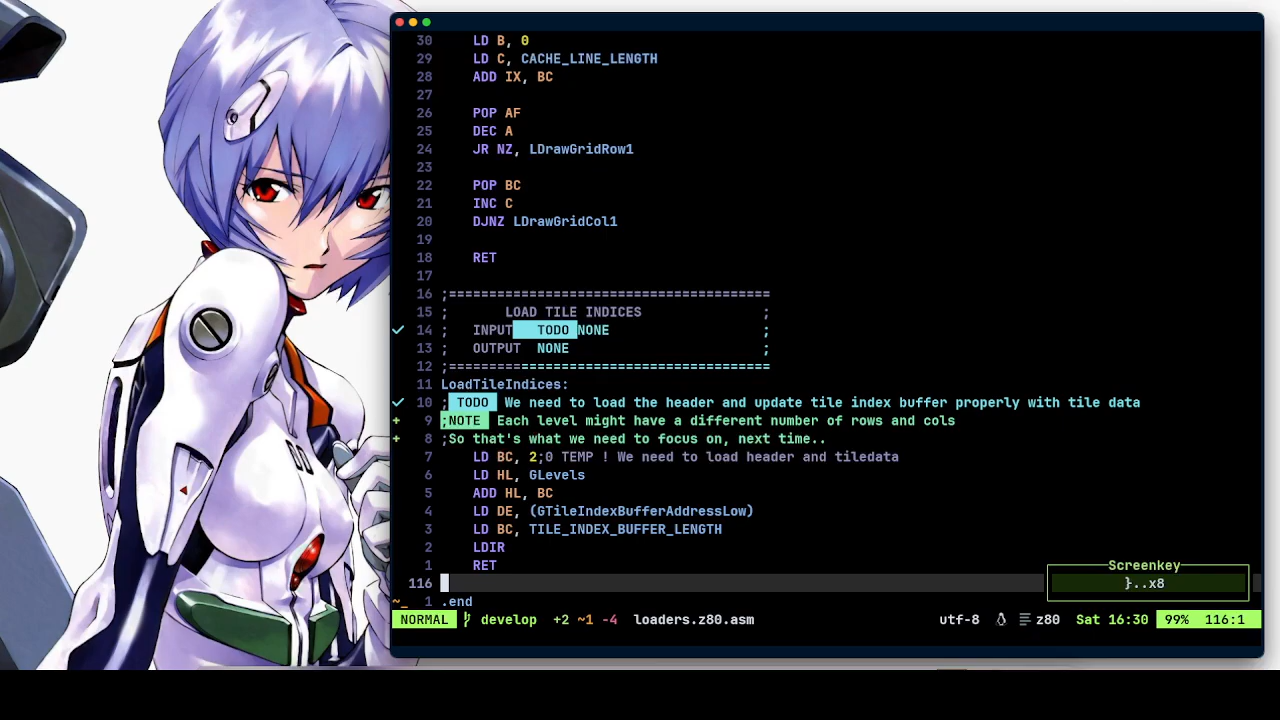 30 LD B, 0
29 LD C, CACHE_LINE_LENGTH
28 ADD IX, BC
27
26 POP AF
25 DEC A
24 JR NZ, LDrawGridRow1
23
22 POP BC
21 INC C
20 DJNZ LDrawGridCol1
19
18 RET
17
16 ;========================================
15 ; LOAD TILE INDICES ;
14 ; INPUT TODO NONE ;
13 ; OUTPUT NONE ;
12 ;========================================
11 LoadTileIndices:
10 ; TODO We need to load the header and update tile index buffer properly with tile data
+ 9 ;NOTE Each level might have a different number of rows and cols
+ 8 ;So that's what we need to focus on, next time..
7 LD BC, 2;0 TEMP ! We need to load header and tiledata
6 LD HL, GLevels
5 ADD HL, BC
4 LD DE, (GTileIndexBufferAddressLow)
3 LD BC, TILE_INDEX_BUFFER_LENGTH
2 LDIR
1 RET
116
~_ 1 .end
Screenkey
}..x8
NORMAL develop +2 ~1 -4 loaders.z80.asm utf-8 z80 Sat 16:30 99% 116:1